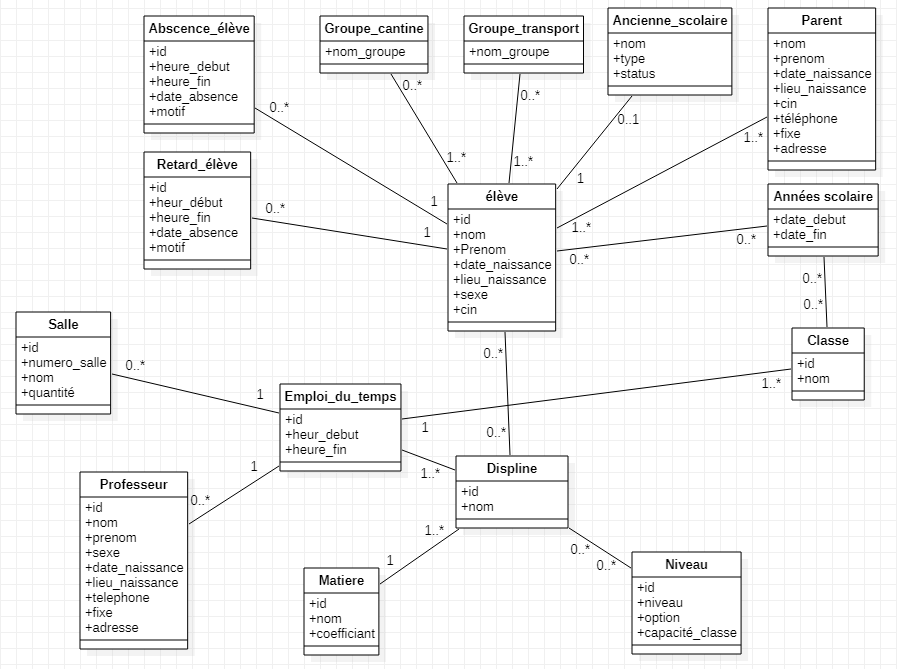 Abscence_élève
+id
+heure_debut
+heure_fin
+date_absence
+motif
Groupe_cantine
+nom_groupe
Groupe_transport
+nom_groupe
Ancienne_scolaire
+nom
+type
+status
Parent
+nom
+prenom
+date_naissance
+lieu_naissance
+cin
+téléphone
+fixe
+adresse
0..*
0..*
0..*
0..1
1..*
Retard_élève
+id
+heur_début
+heure_fin
+date_absence
+motif
1..*
1..*
1
1
0..*
1
1..*
0..*
0..*
élève
+id
+nom
+Prenom
+date_naissance
+lieu_naissance
+sexe
+cin
Années scolaire
+date_debut
+date_fin
0..*
0..*
Salle
+id
+numero_salle
+nom
+quantité
0..*
1
0..*
0..*
Classe
+id
+nom
1..*
Emploi_du_temps
+id
+heur_debut
+heure_fin
1
1
1..*
0..*
Displine
+id
+nom
Professeur
+id
+nom
+prenom
+sexe
+date_naissance
+lieu_naissance
+telephone
+fixe
+adresse
1..*
1
0..*
0..*
Matiere
+id
+nom
+coefficiant
Niveau
+id
+niveau
+option
+capacité_classe